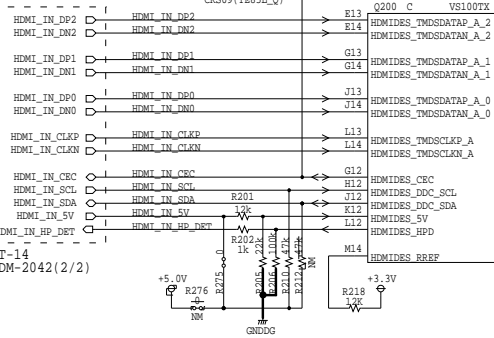 CRS09(TE85L_Q)
Q200 C VS100TX
HDMI_IN_DP2 HDMI_IN_DP2 E13 HDMIDES_TMDSDATAP_A_2
HDMI_IN_DN2 HDMI_IN_DN2 E14 HDMIDES_TMDSDATAN_A_2
HDMI_IN_DP1 HDMI_IN_DP1 G13 HDMIDES_TMDSDATAP_A_1
HDMI_IN_DN1 HDMI_IN_DN1 G14 HDMIDES_TMDSDATAN_A_1
HDMI_IN_DP0 HDMI_IN_DP0 J13 HDMIDES_TMDSDATAP_A_0
HDMI_IN_DN0 HDMI_IN_DN0 J14 HDMIDES_TMDSDATAN_A_0
HDMI_IN_CLKP HDMI_IN_CLKP L13 HDMIDES_TMDSCLKP_A
HDMI_IN_CLKN HDMI_IN_CLKN L14 HDMIDES_TMDSCLKN_A
HDMI_IN_CEC HDMI_IN_CEC G12 HDMIDES_CEC
HDMI_IN_SCL HDMI_IN_SCL H12 HDMIDES_DDC_SCL
HDMI_IN_SDA HDMI_IN_SDA R201 J12 HDMIDES_DDC_SDA
HDMI_IN_5V HDMI_IN_5V 12k K12 HDMIDES_5V
DMI_IN_HP_DET HDMI_IN_HP_DET L12 HDMIDES_HPD
R202
1k
M14 HDMIDES_RREF
T-14
DM-2042(2/2)
R275 0
R205 22k
R206 100k
R210 47k
R212 47k
NM
+5.0V
R276
0
NM
GNDDG
+3.3V
R218
12K